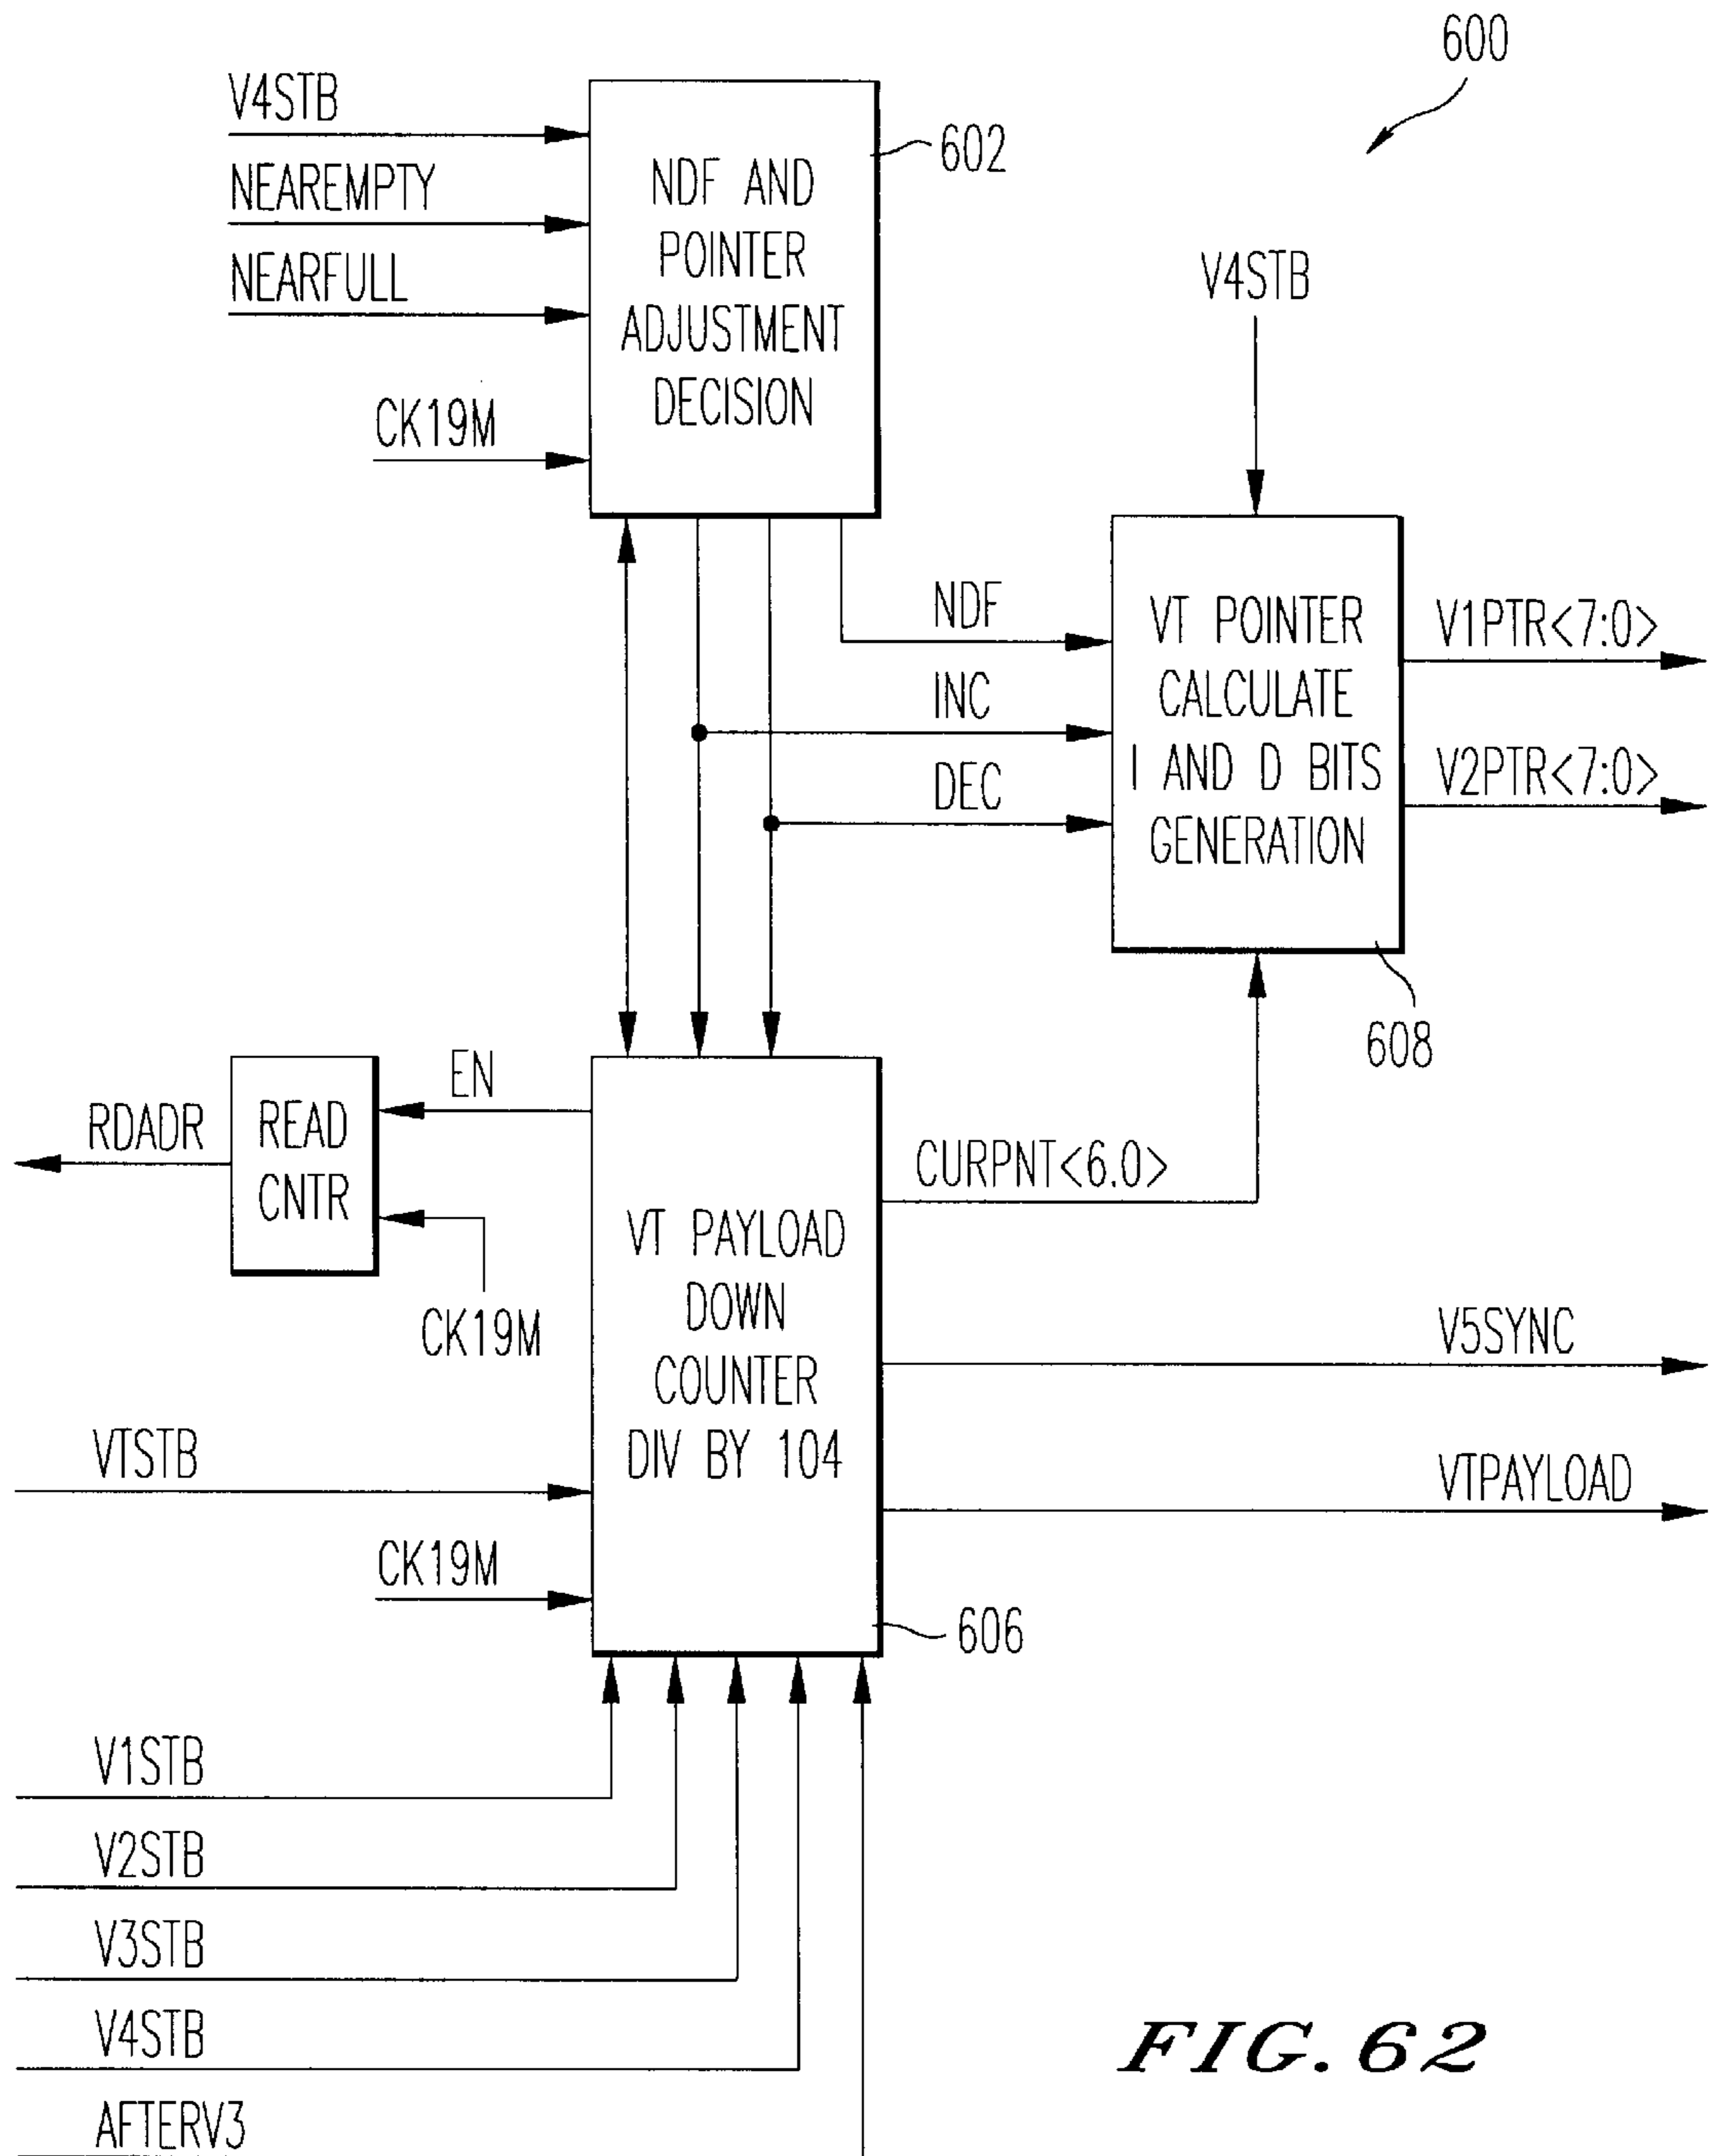 600
V4STB
NEAREMPTY
NEARFULL
CK19M
NDF AND
POINTER
ADJUSTMENT
DECISION
602
V4STB
NDF
INC
DEC
VT POINTER
CALCULATE
I AND D BITS
GENERATION
608
V1PTR<7:0>
V2PTR<7:0>
RDADR
READ
CNTR
EN
CK19M
CURPNT<6.0>
VT PAYLOAD
DOWN
COUNTER
DIV BY 104
606
V5SYNC
VTPAYLOAD
VTSTB
CK19M
V1STB
V2STB
V3STB
V4STB
AFTERV3
FIG. 62